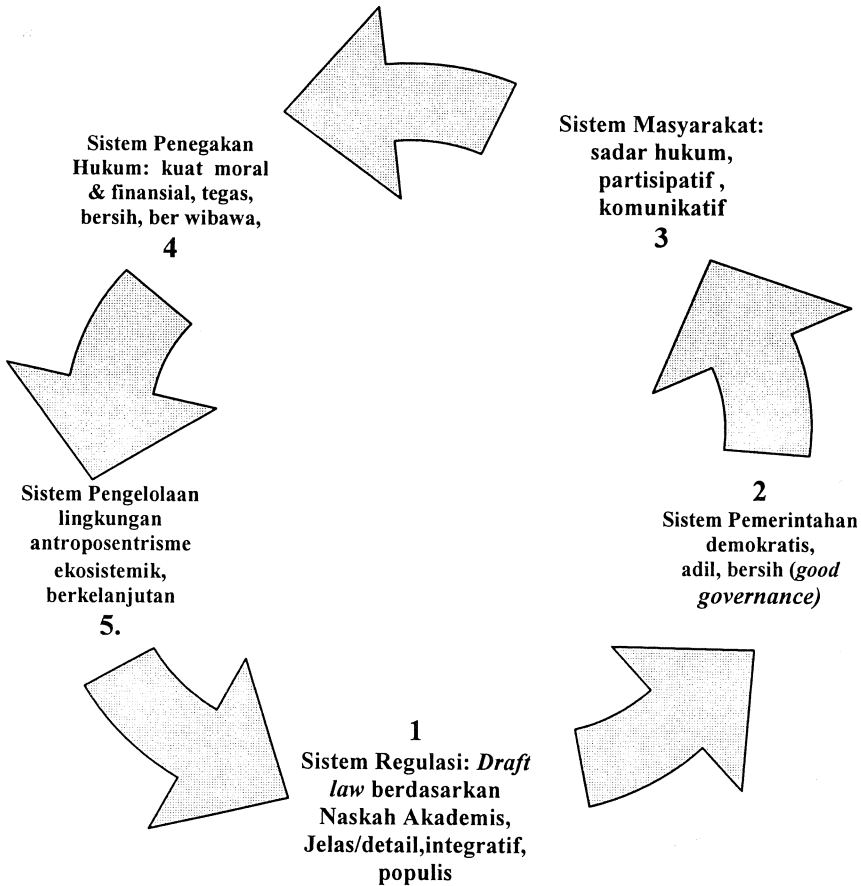 Sistem Penegakan
Hukum: kuat moral
& finansial, tegas,
bersih, ber wibawa,
4
Sistem Masyarakat:
sadar hukum,
partisipatif ,
komunikatif
3
Sistem Pengelolaan
lingkungan
antroposentrisme
ekosistemik,
berkelanjutan
5.
2
Sistem Pemerintahan
demokratis,
adil, bersih (good
governance)
1
Sistem Regulasi: Draft
law berdasarkan
Naskah Akademis,
Jelas/detail,integratif,
populis